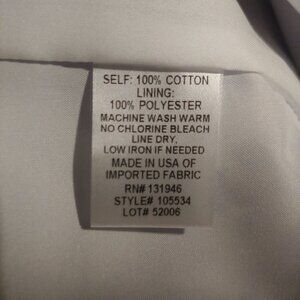 SELF: 100% COTTON
LINING:
100% POLYESTER
MACHINE WASH WARM
NO CHLORINE BLEACH
LINE DRY,
LOW IRON IF NEEDED
MADE IN USA OF
IMPORTED FABRIC
RN# 131946
STYLE# 105534
LOT# 52006